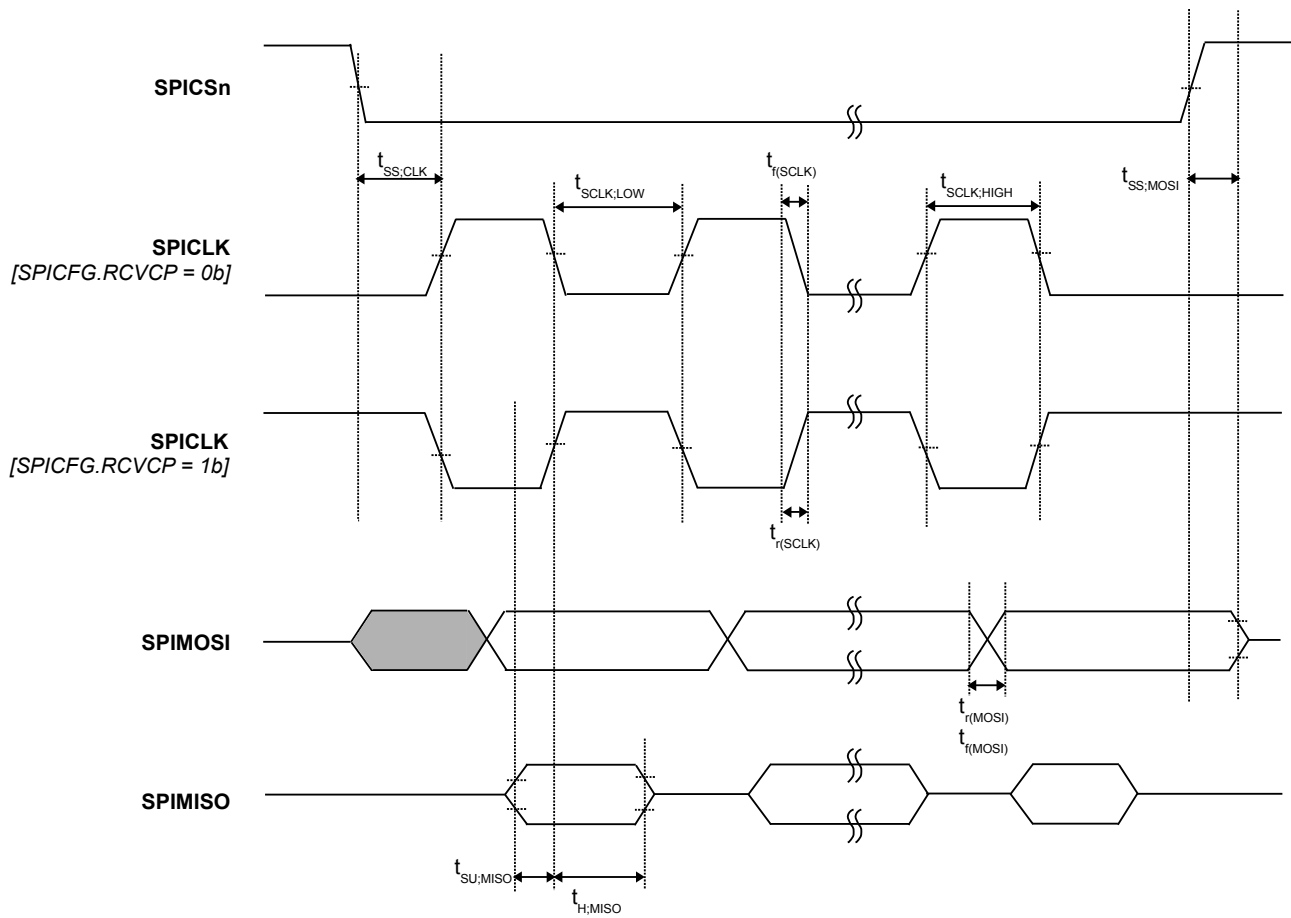 SPICSn
tSS;CLK
tSCLK;LOW
tf(SCLK)
tSCLK;HIGH
tSS;MOSI
SPICLK
[SPICFG.RCVCP = 0b]
SPICLK
[SPICFG.RCVCP = 1b]
tr(SCLK)
SPIMOSI
tr(MOSI)
tf(MOSI)
SPIMISO
tSU;MISO
tH;MISO